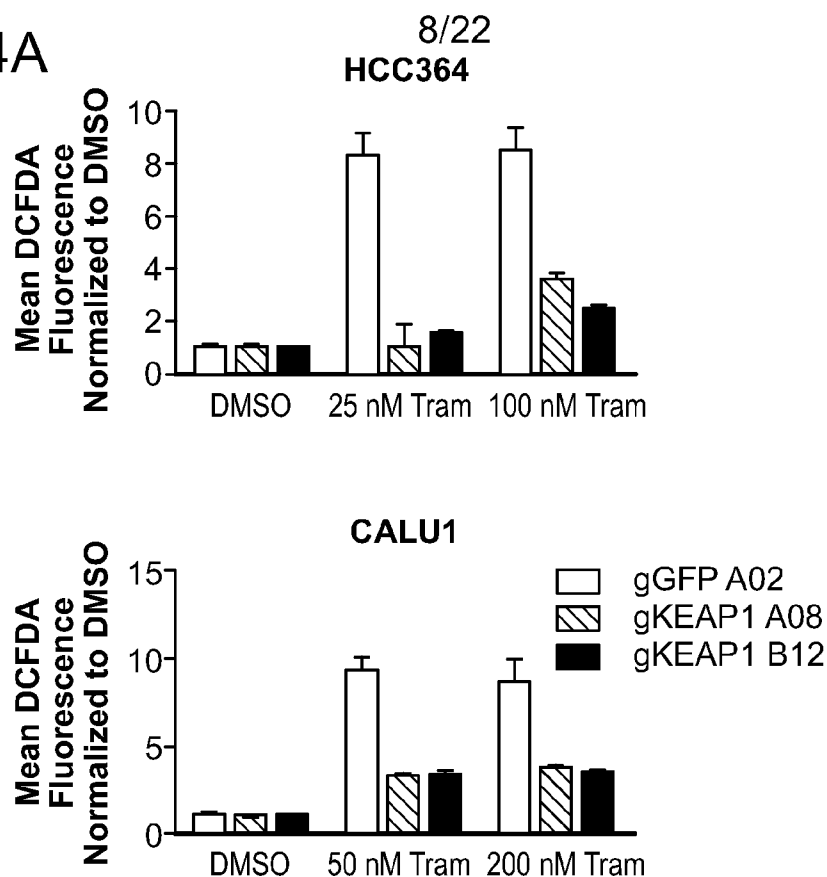 8/22
4A
HCC364
Mean DCFDA
Fluorescence
Normalized to DMSO
10
8
6
4
2
0
DMSO 25 nM Tram 100 nM Tram
CALU1
Mean DCFDA
Fluorescence
Normalized to DMSO
15
10
5
0
gGFP A02
gKEAP1 A08
gKEAP1 B12
DMSO 50 nM Tram 200 nM Tram